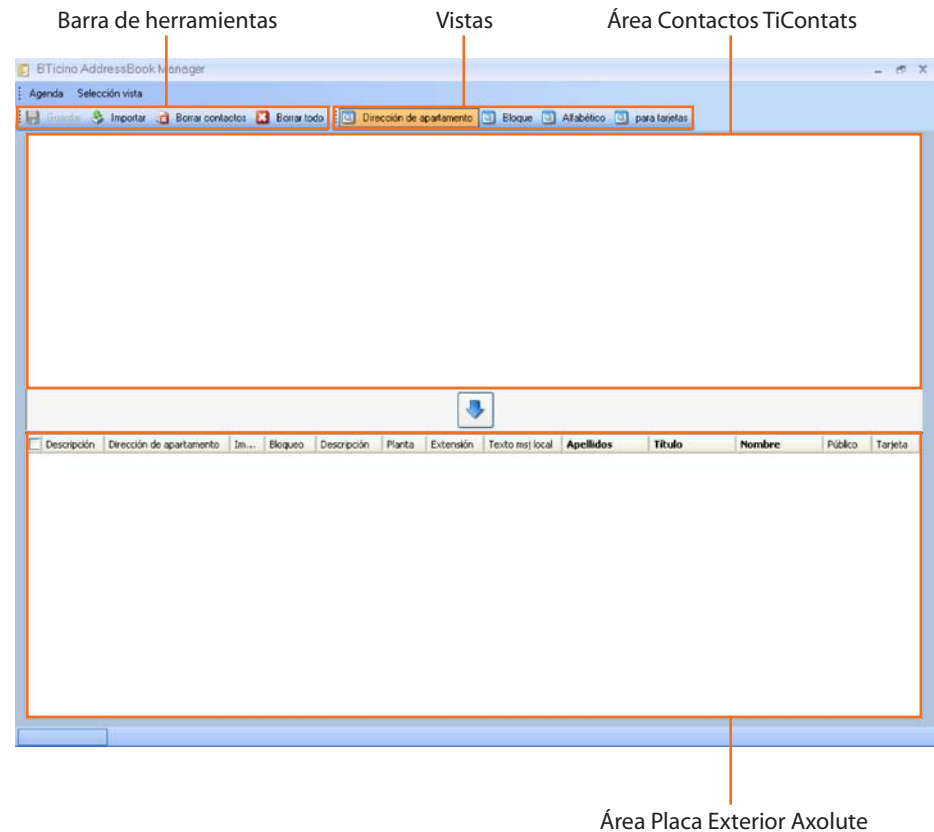 Barra de herramientas Vistas Área Contactos TiContats
BTicino AddressBook Manager
Agenda Selección vista
Guardar Importar Borrar contactos Borrar todo Dirección de apartamento Bloque Alfabético para tarjetas
Descripción Dirección de apartamento Im... Bloqueo Descripción Planta Extensión Texto msj local Apellidos Título Nombre Público Tarjeta
Área Placa Exterior Axolute